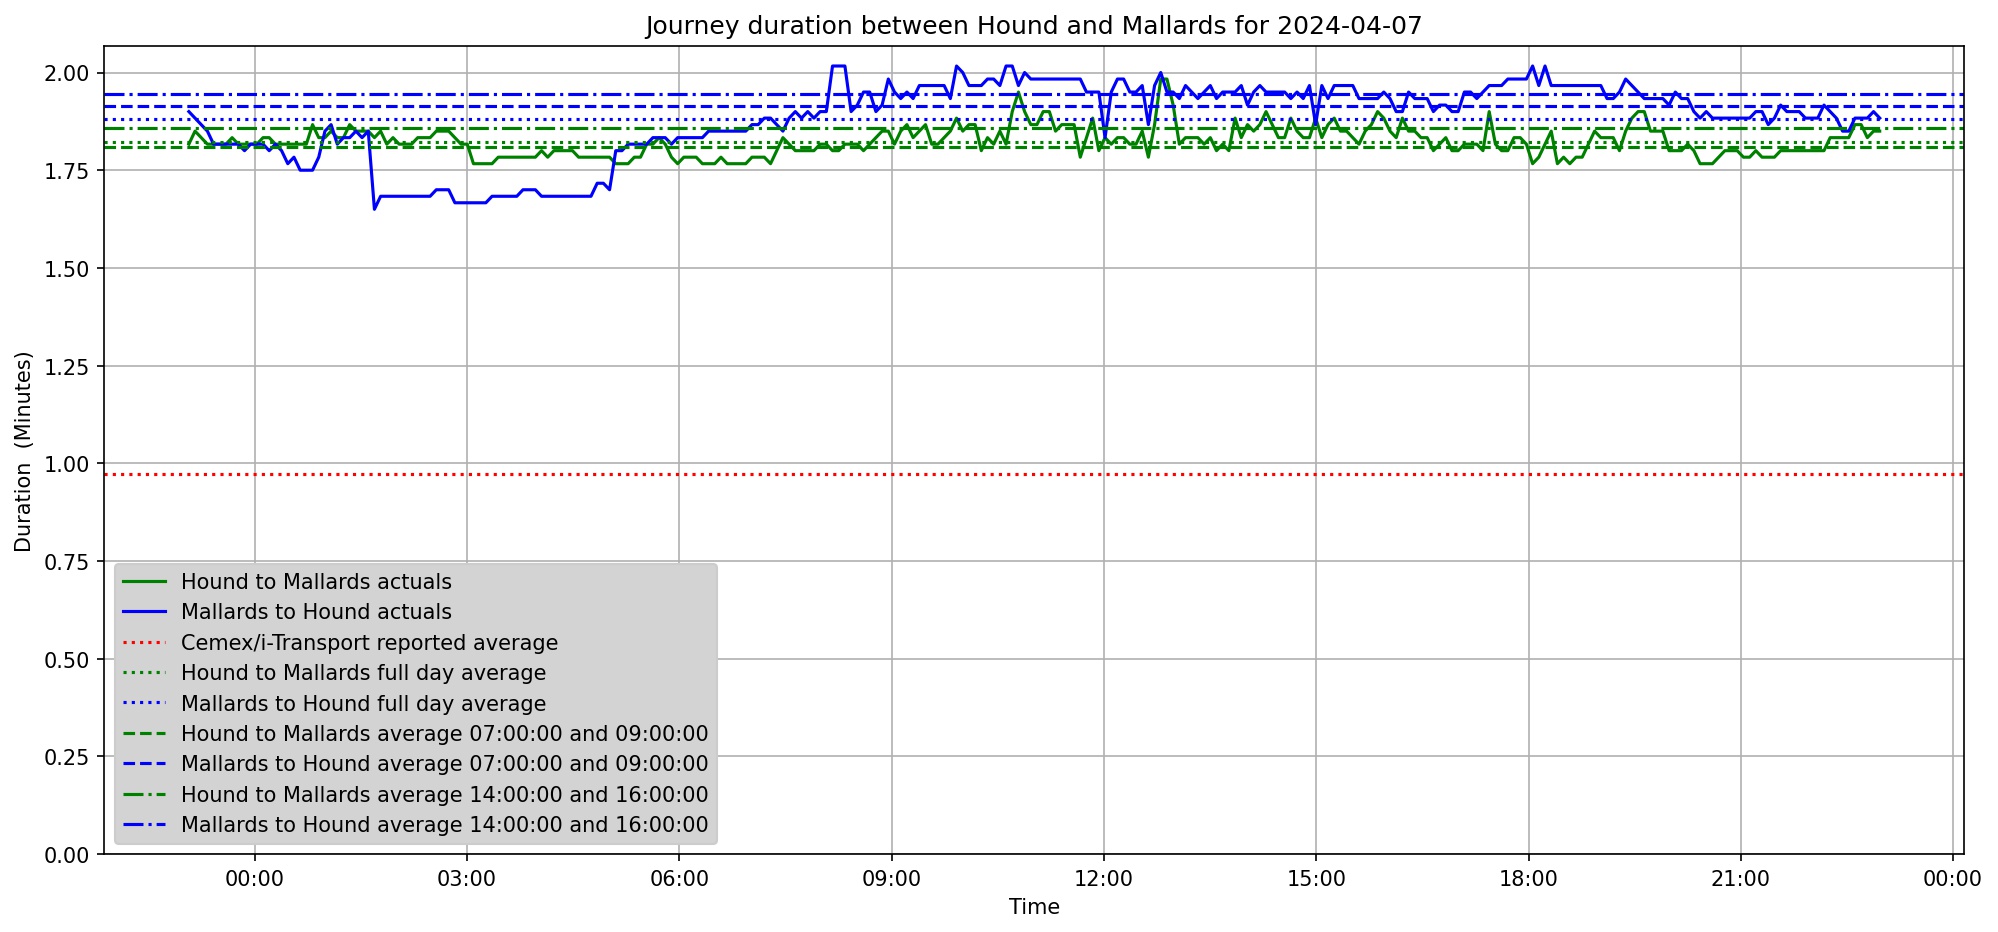 Journey duration between Hound and Mallards for 2024-04-07
Duration  (Minutes)
2.00
1.75
1.50
1.25
1.00
0.75
0.50
0.25
0.00
Hound to Mallards actuals
Mallards to Hound actuals
Cemex/i-Transport reported average
Hound to Mallards full day average
Mallards to Hound full day average
Hound to Mallards average 07:00:00 and 09:00:00
Mallards to Hound average 07:00:00 and 09:00:00
Hound to Mallards average 14:00:00 and 16:00:00
Mallards to Hound average 14:00:00 and 16:00:00
00:00 03:00 06:00 09:00 12:00 15:00 18:00 21:00 00:00
Time